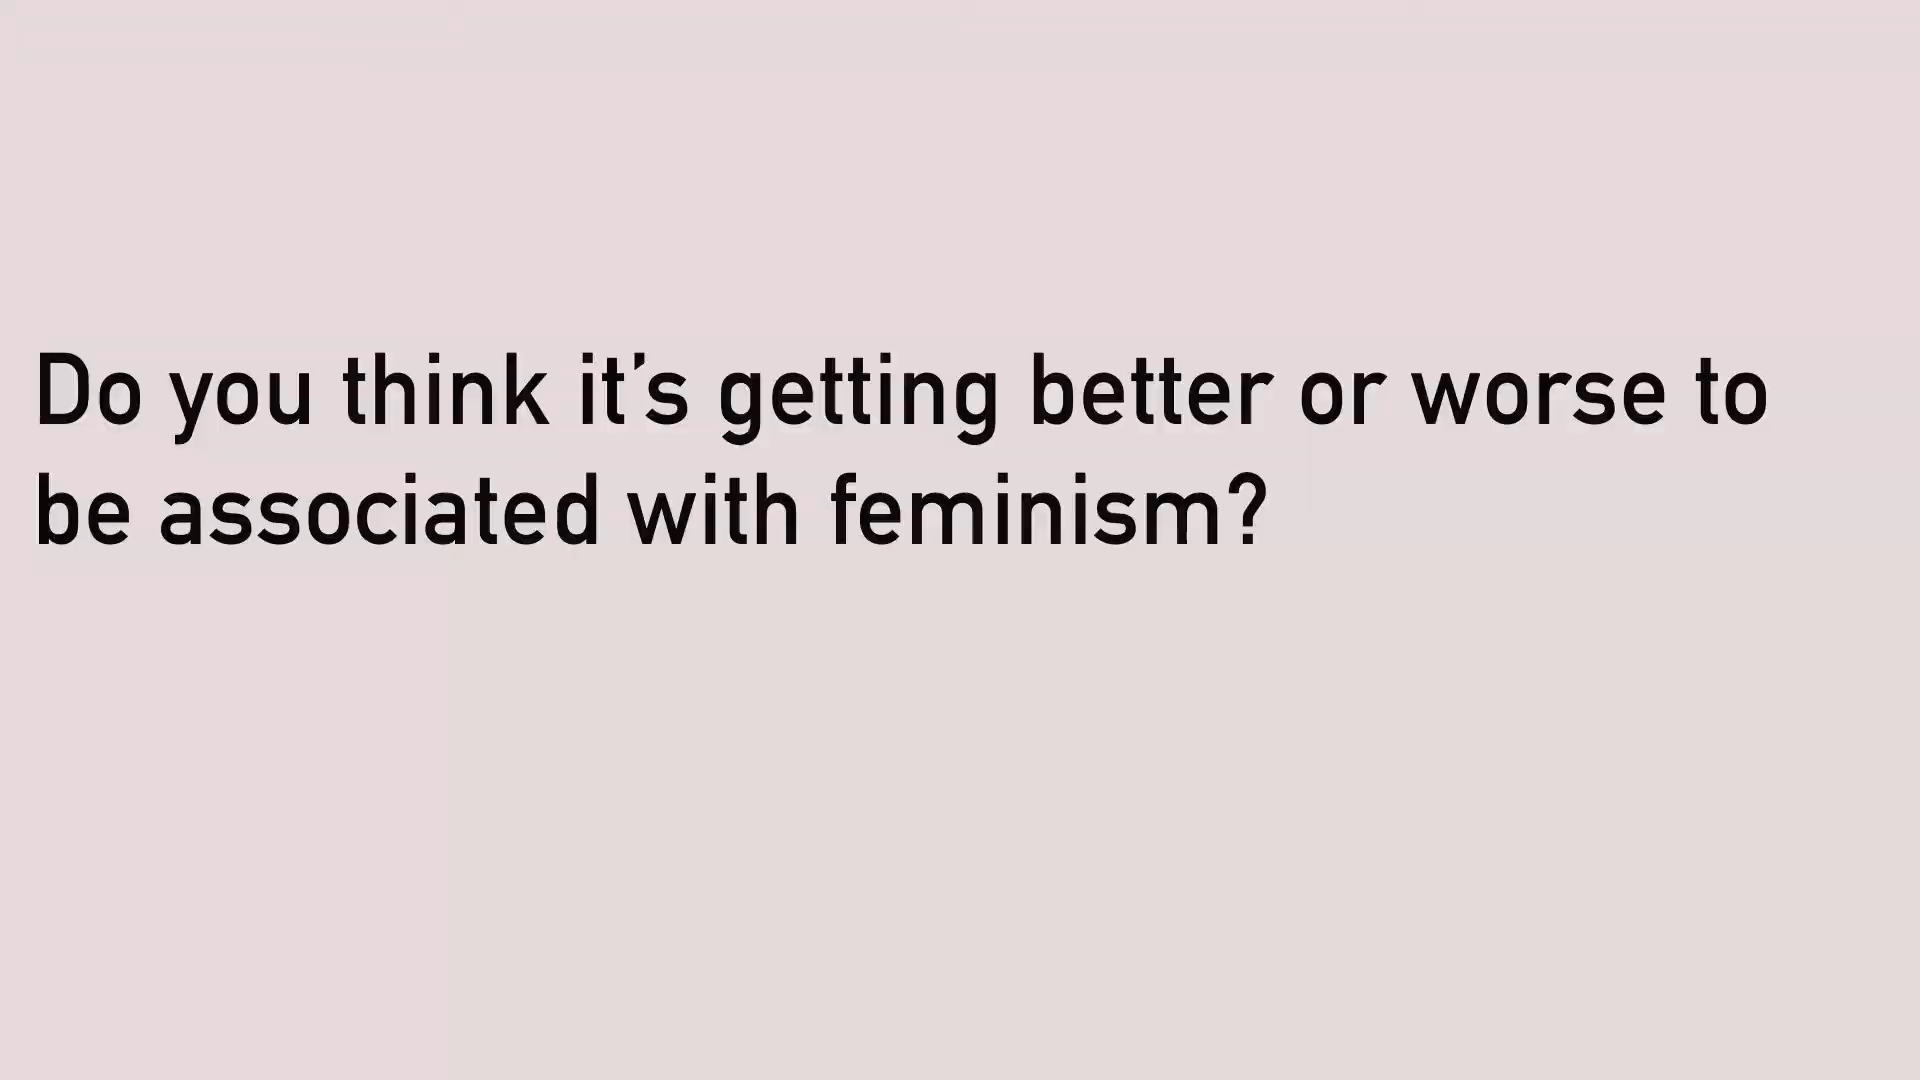 Do you think it’s getting better or worse to
be associated with feminism?